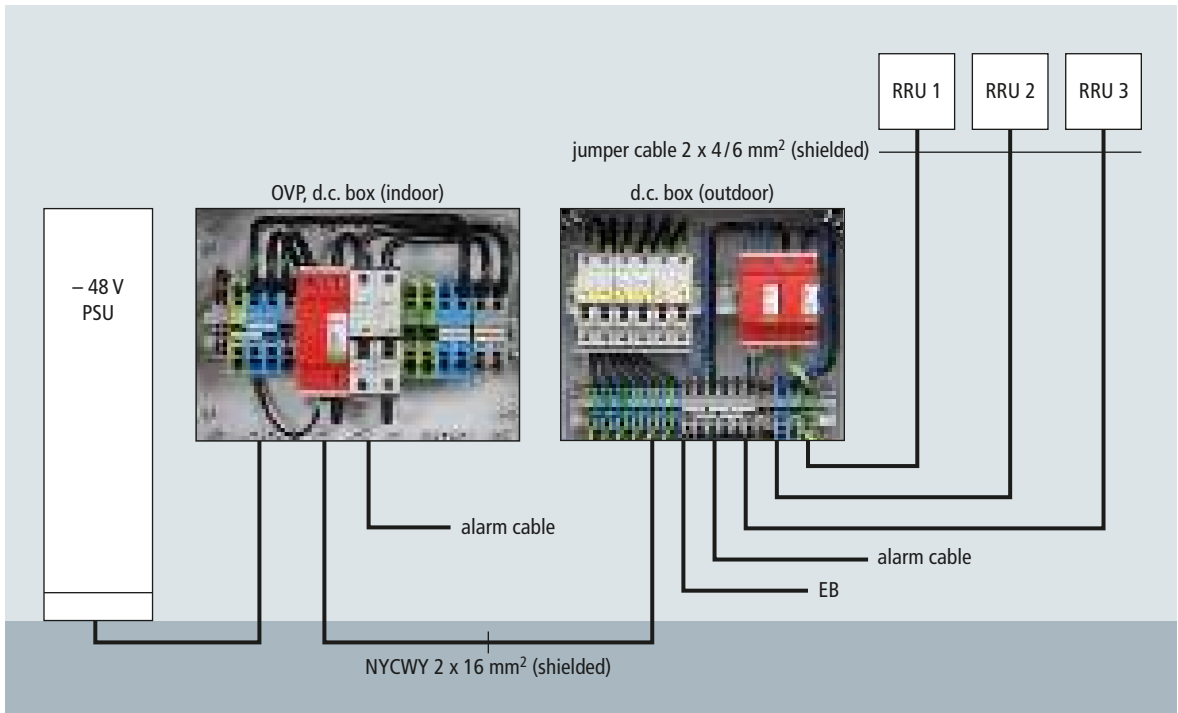 RRU 1
RRU 2
RRU 3
jumper cable 2 x 4/6 mm² (shielded)
OVP, d.c. box (indoor)
d.c. box (outdoor)
– 48 V
PSU
alarm cable
alarm cable
EB
NYCWY 2 x 16 mm² (shielded)